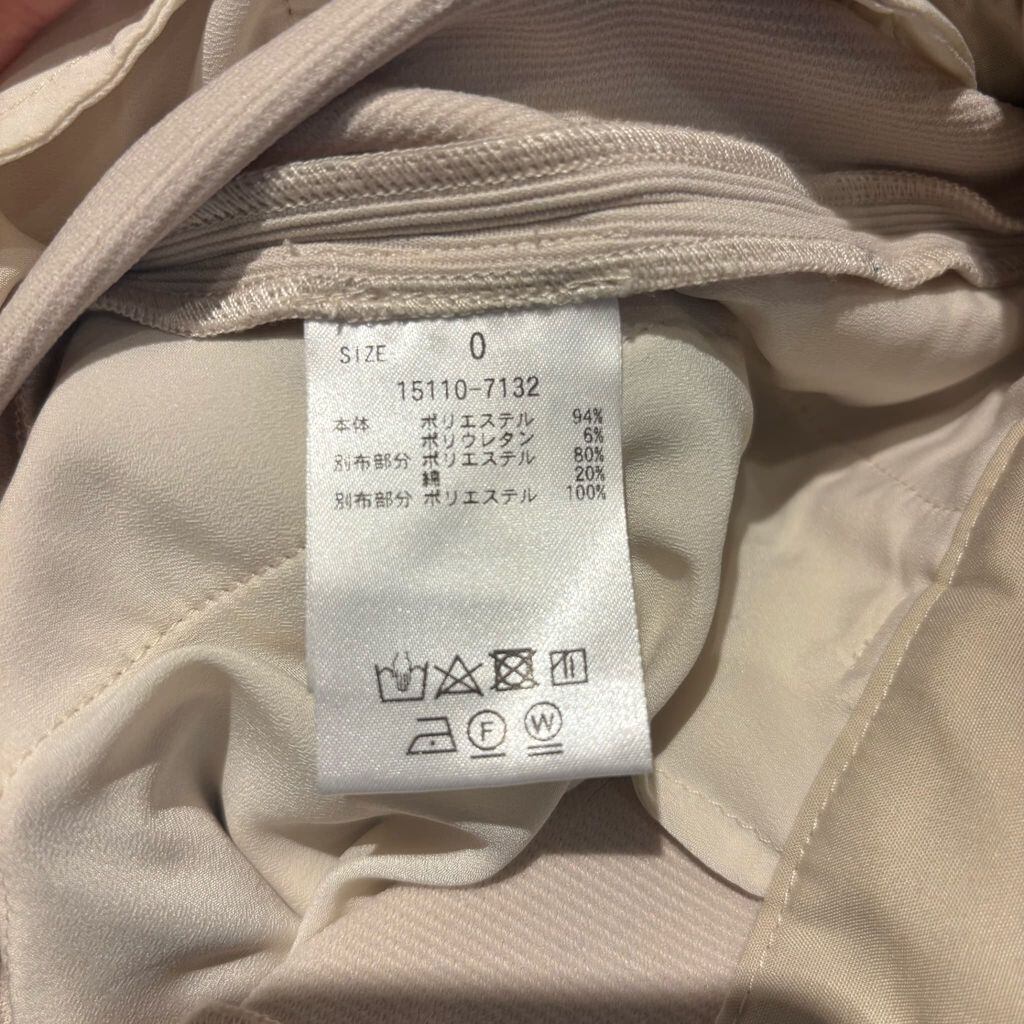 SIZE 0
15110-7132
本体 ポリエステル 94%
ポリウレタン 6%
別布部分 ポリエステル 80%
綿 20%
別布部分 ポリエステル 100%
F W